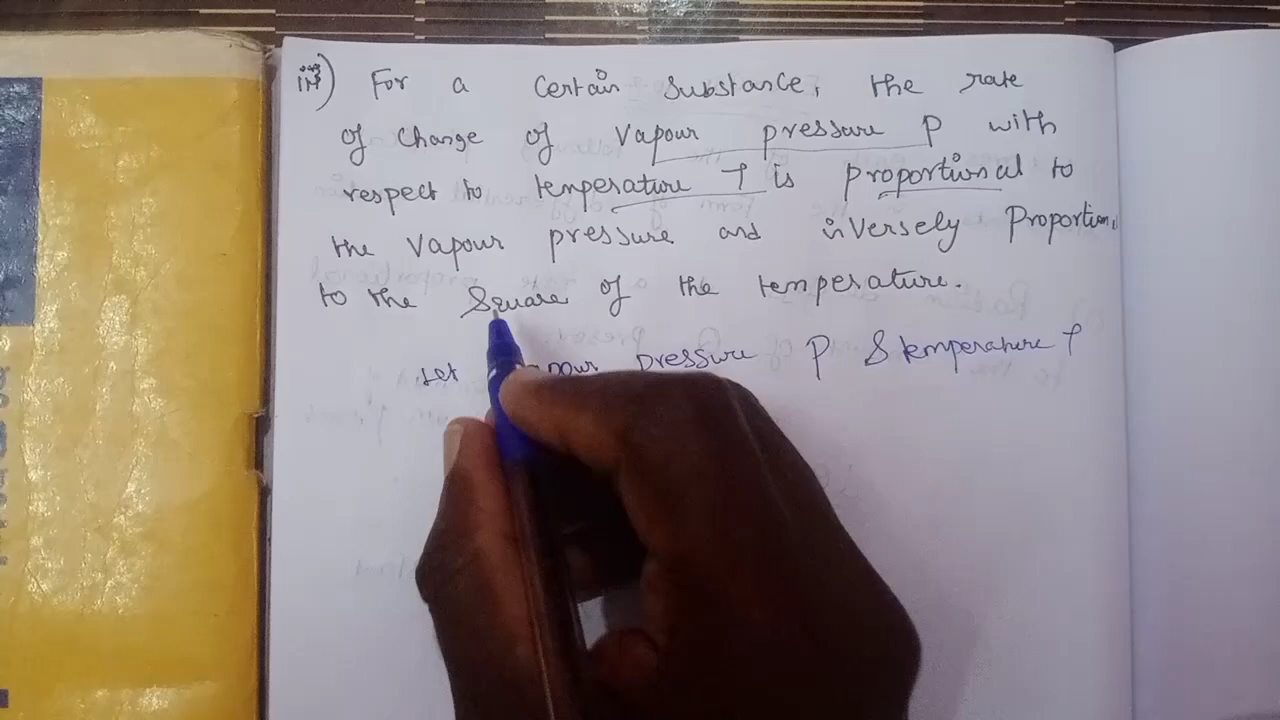 iii) For a certain substance, the rate
of change of vapour pressure P with
respect to temperature T is proportional to
the vapour pressure and inversely
to the square of the temperature.
Let pressure P & temperature T